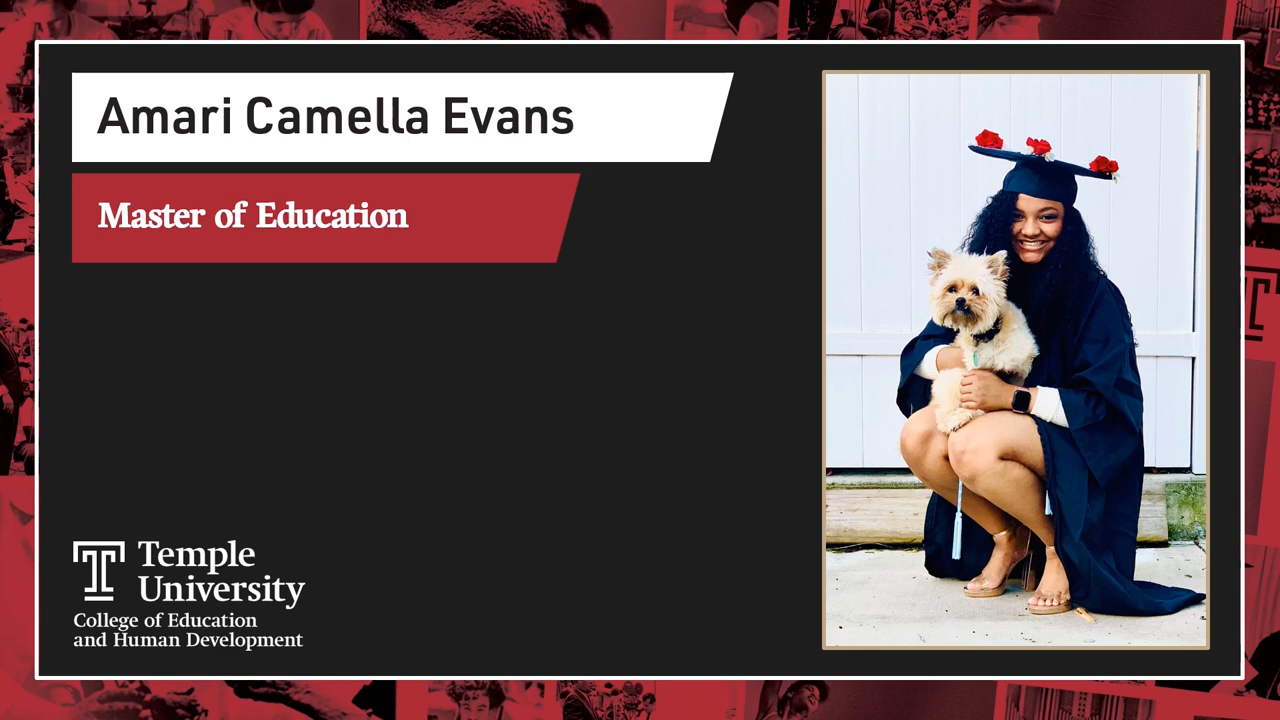 Amari Camella Evans
Master of Education
Temple
University
College of Education
and Human Development